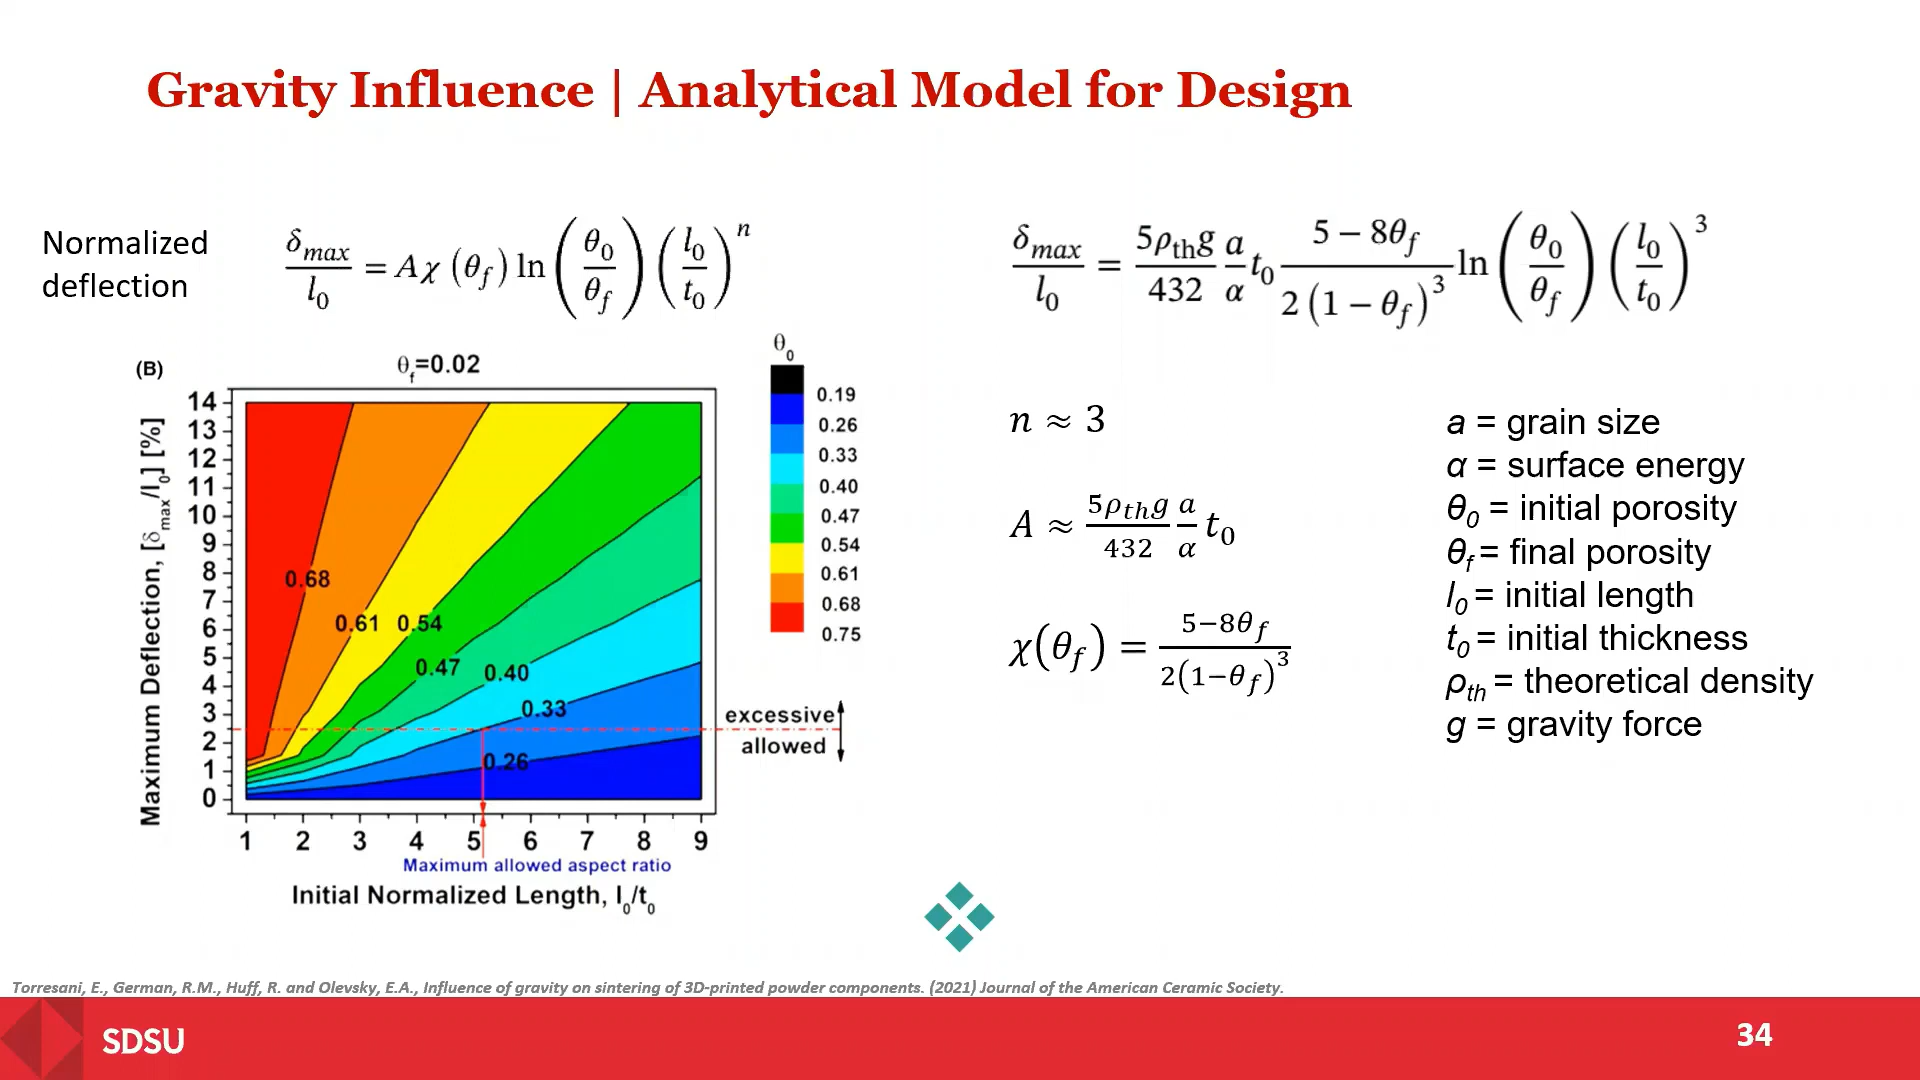 Gravity Influence | Analytical Model for Design
Normalized
deflection
δmax/l0 = Aχ (θf) ln (θ0/θf) (l0/t0)^n
δmax/l0 = 5ρthg/432 a/α t0 5 − 8θf/2 (1 − θf)^3 ln (θ0/θf) (l0/t0)^3
(B)
θf=0.02
θ0
0.19
0.26
0.33
0.40
0.47
0.54
0.61
0.68
0.75
Maximum Deflection, [δmax/l0] [%]
14
13
12
11
10
9
8
7
6
5
4
3
2
1
0
0.68
0.61
0.54
0.47
0.40
0.33
0.26
excessive
allowed
1 2 3 4 5 6 7 8 9
Maximum allowed aspect ratio
Initial Normalized Length, l0/t0
n ≈ 3
A ≈ 5ρthg/432 a/α t0
χ(θf) = 5−8θf/2(1−θf)^3
a = grain size
α = surface energy
θ0 = initial porosity
θf = final porosity
l0 = initial length
t0 = initial thickness
ρth = theoretical density
g = gravity force
Torresani, E., German, R.M., Huff, R. and Olevsky, E.A., Influence of gravity on sintering of 3D-printed powder components. (2021) Journal of the American Ceramic Society.
SDSU
34